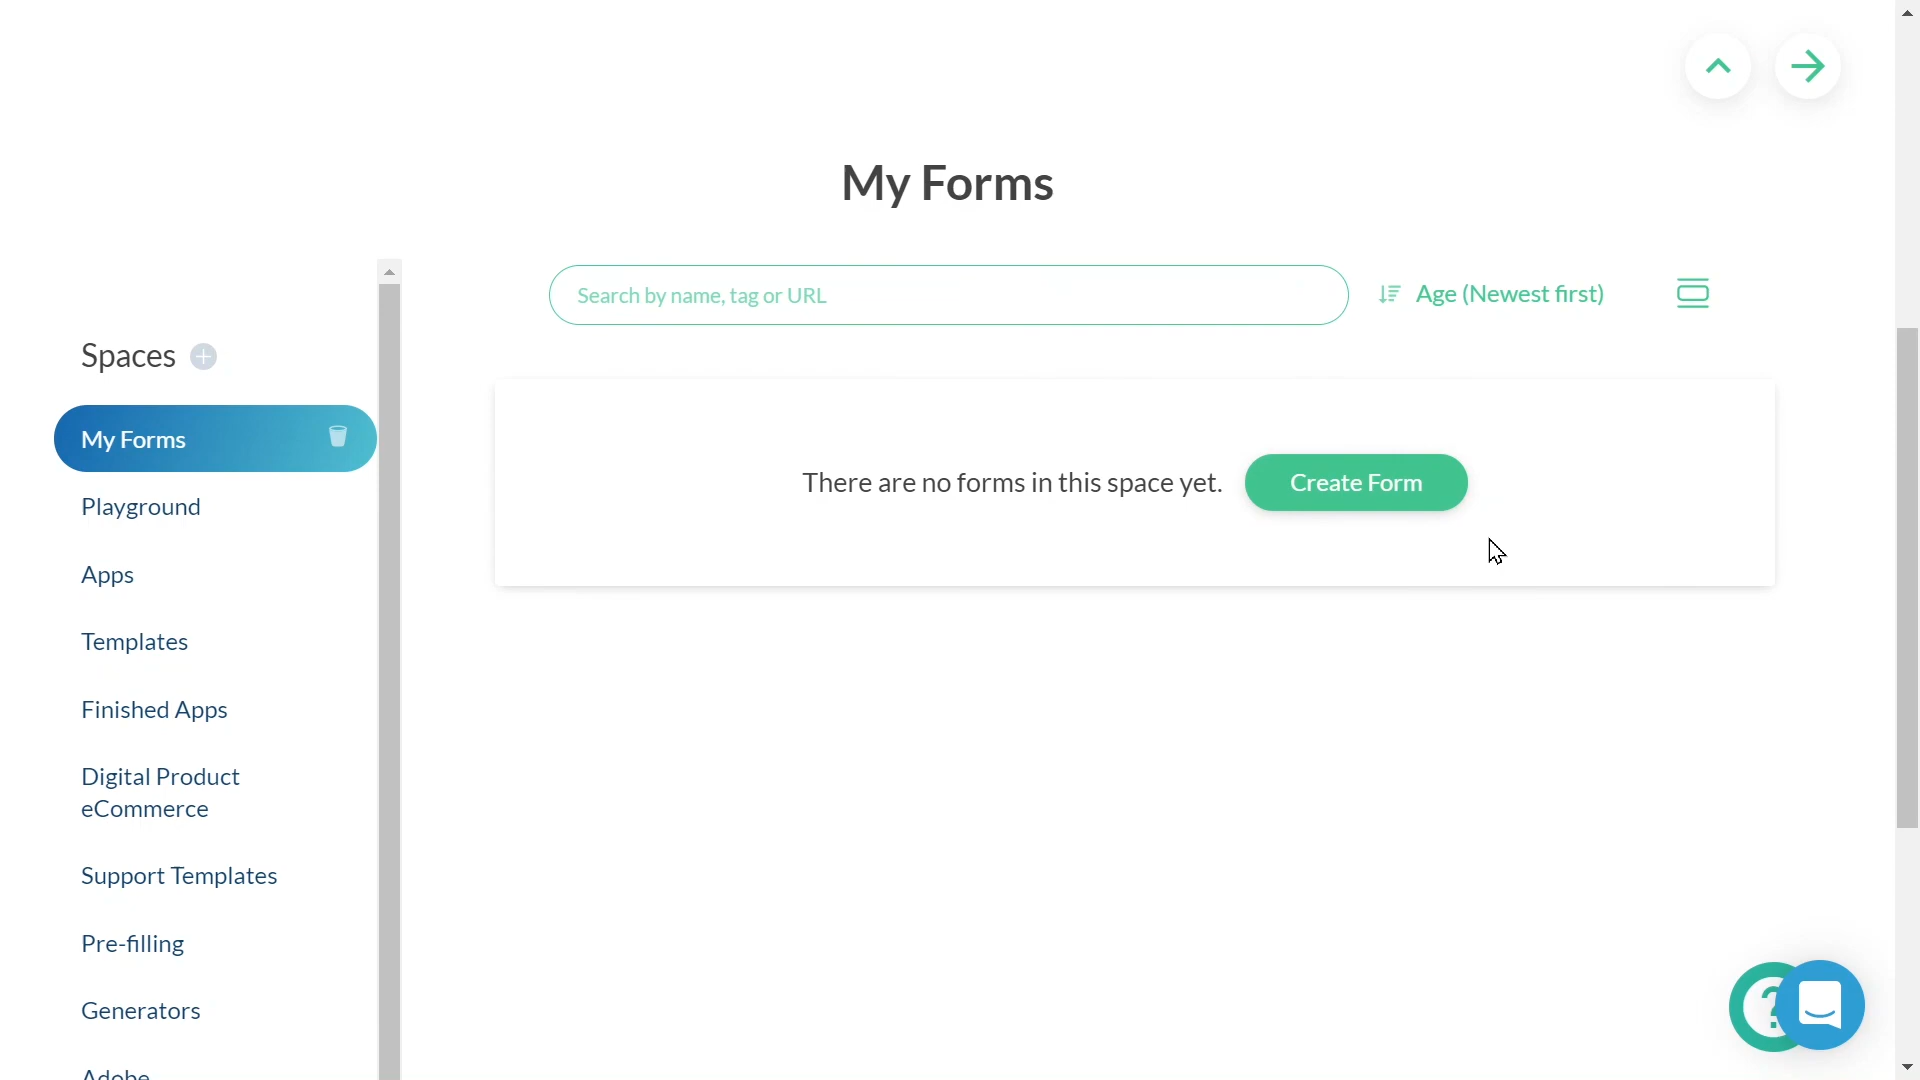 My Forms
Search by name, tag or URL
Age (Newest first)
Spaces
My Forms
There are no forms in this space yet.
Create Form
Playground
Apps
Templates
Finished Apps
Digital Product
eCommerce
Support Templates
Pre-filling
Generators
Adobe
?